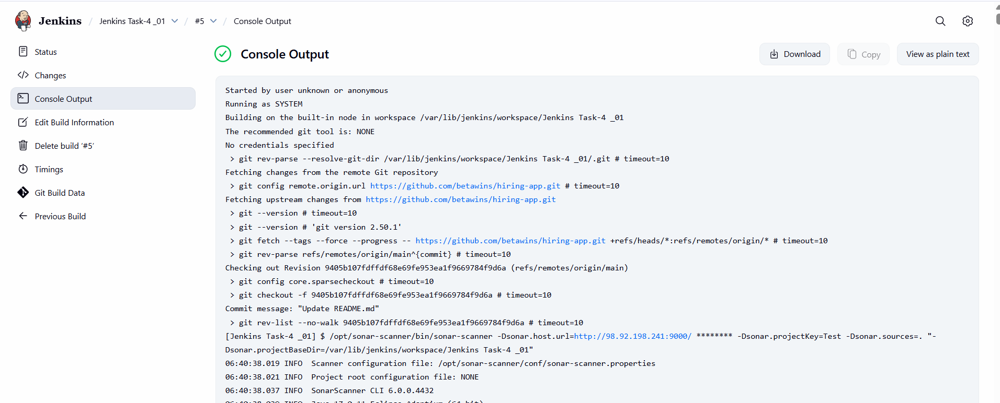 Jenkins / Jenkins Task-4 _01 / #5 / Console Output
Status
Changes
Console Output
Edit Build Information
Delete build ‘#5’
Timings
Git Build Data
Previous Build
Console Output
Download
Copy
View as plain text
Started by user unknown or anonymous
Running as SYSTEM
Building on the built-in node in workspace /var/lib/jenkins/workspace/Jenkins Task-4 _01
The recommended git tool is: NONE
No credentials specified
> git rev-parse --resolve-git-dir /var/lib/jenkins/workspace/Jenkins Task-4 _01/.git # timeout=10
Fetching changes from the remote Git repository
> git config remote.origin.url https://github.com/betawins/hiring-app.git # timeout=10
Fetching upstream changes from https://github.com/betawins/hiring-app.git
> git --version # timeout=10
> git --version # 'git version 2.50.1'
> git fetch --tags --force --progress -- https://github.com/betawins/hiring-app.git +refs/heads/*:refs/remotes/origin/* # timeout=10
> git rev-parse refs/remotes/origin/main^{commit} # timeout=10
Checking out Revision 9405b107fdffdf68e69fe953ea1f9669784f9d6a (refs/remotes/origin/main)
> git config core.sparsecheckout # timeout=10
> git checkout -f 9405b107fdffdf68e69fe953ea1f9669784f9d6a # timeout=10
Commit message: "Update README.md"
> git rev-list --no-walk 9405b107fdffdf68e69fe953ea1f9669784f9d6a # timeout=10
[Jenkins Task-4 _01] $ /opt/sonar-scanner/bin/sonar-scanner -Dsonar.host.url=http://98.92.198.241:9000/ ******** -Dsonar.projectKey=Test -Dsonar.sources=. "-
Dsonar.projectBaseDir=/var/lib/jenkins/workspace/Jenkins Task-4 _01"
06:40:38.019 INFO  Scanner configuration file: /opt/sonar-scanner/conf/sonar-scanner.properties
06:40:38.021 INFO  Project root configuration file: NONE
06:40:38.037 INFO  SonarScanner CLI 6.0.0.4432